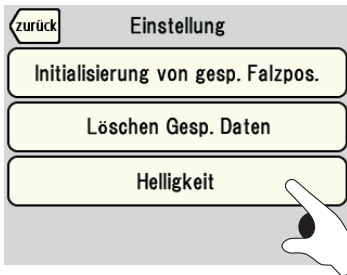 zurück Einstellung
Initialisierung von gesp. Falzpos.
Löschen Gesp. Daten
Helligkeit